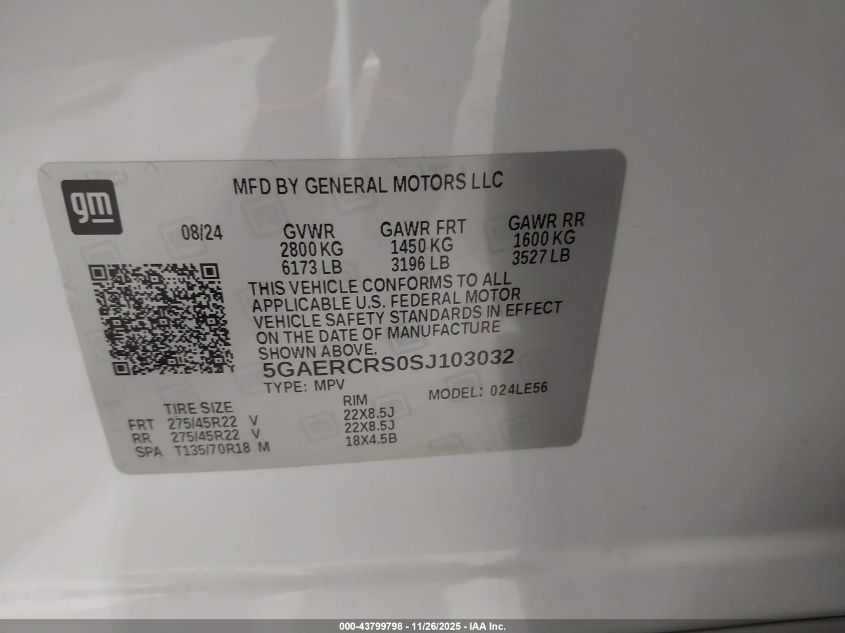 gm
MFD BY GENERAL MOTORS LLC
08/24
GVWR
2800 KG
6173 LB
GAWR FRT
1450 KG
3196 LB
GAWR RR
1600 KG
3527 LB
THIS VEHICLE CONFORMS TO ALL
APPLICABLE U.S. FEDERAL MOTOR
VEHICLE SAFETY STANDARDS IN EFFECT
ON THE DATE OF MANUFACTURE
SHOWN ABOVE.
5GAERCRS0SJ103032
TYPE: MPV
MODEL: 024LE56
TIRE SIZE RIM
FRT 275/45R22 V 22X8.5J
RR 275/45R22 V 22X8.5J
SPA T135/70R18 M 18X4.5B
000-43799798 - 11/26/2025 - IAA Inc.